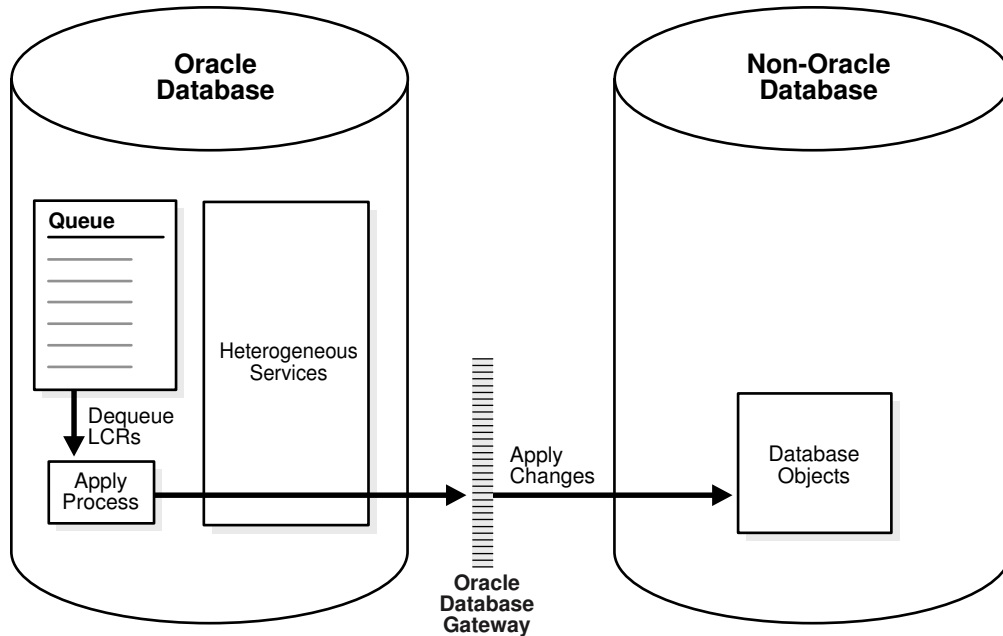 Oracle
Database
Non-Oracle
Database
Queue
Heterogeneous
Services
Dequeue
LCRs
Apply
Process
Apply
Changes
Database
Objects
Oracle
Database
Gateway